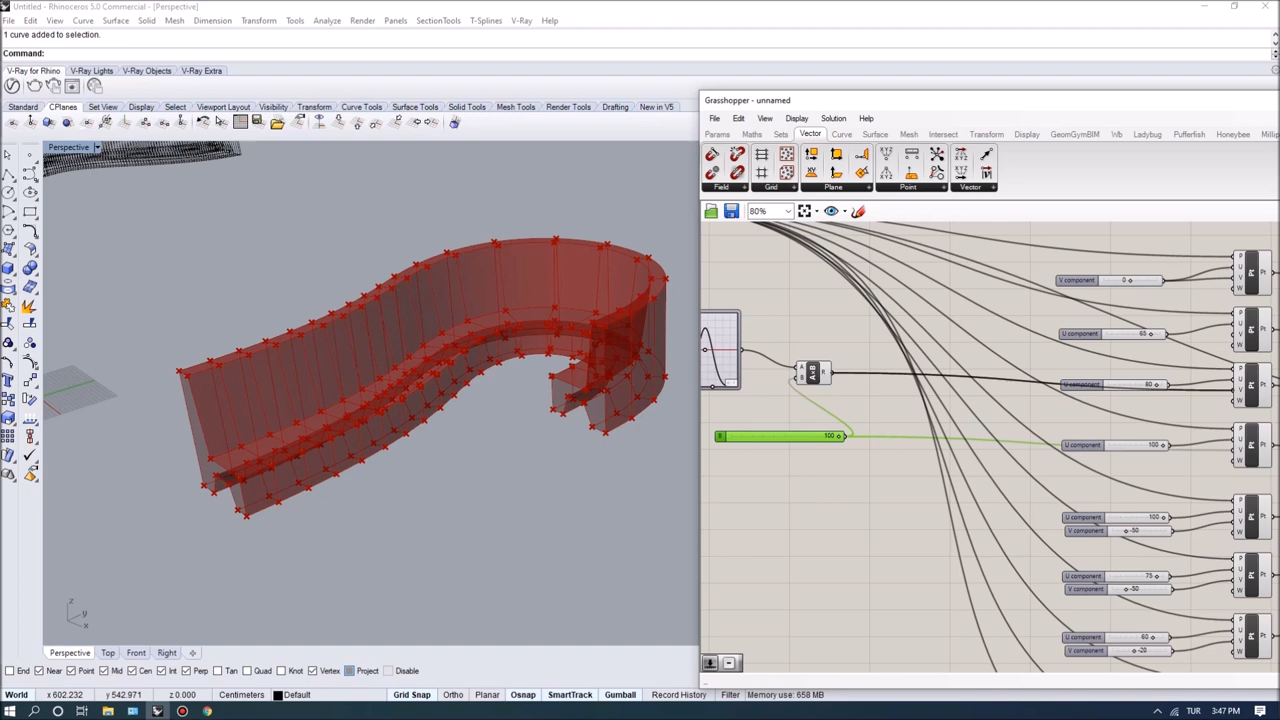 Untitled - Rhinoceros 5.0 Commercial - [Perspective]
File Edit View Curve Surface Solid Mesh Dimension Transform Tools Analyze Render Panels SectionTools T-Splines V-Ray Help
1 curve added to selection.
Command:
V-Ray for Rhino V-Ray Lights V-Ray Objects V-Ray Extra
Standard CPlanes Set View Display Select Viewport Layout Visibility Transform Curve Tools Surface Tools Solid Tools Mesh Tools Render Tools Drafting New in V5
Perspective
z
y
x
Perspective Top Front Right
End Near Point Mid Cen Int Perp Tan Quad Knot Vertex Project Disable
World x 602.232 y 542.971 z 0.000 Centimeters Default Grid Snap Ortho Planar Osnap SmartTrack Gumball Record History Filter Memory use: 658 MB
Grasshopper - unnamed
File Edit View Display Solution Help
Params Maths Sets Vector Curve Surface Mesh Intersect Transform Display GeomGymBIM Wb Ladybug Pufferfish Honeybee
Field Grid Plane Point Vector
80%
V component 0
P U V W Pt
U component 65
P U V W Pt
A B A×B R
U component 80
P U V W Pt
B 100
U component 100
P U V W Pt
U component 100
V component -50
P U V W Pt
U component 75
V component -50
P U V W Pt
U component 60
V component -20
P U V W Pt
TUR 3:47 PM